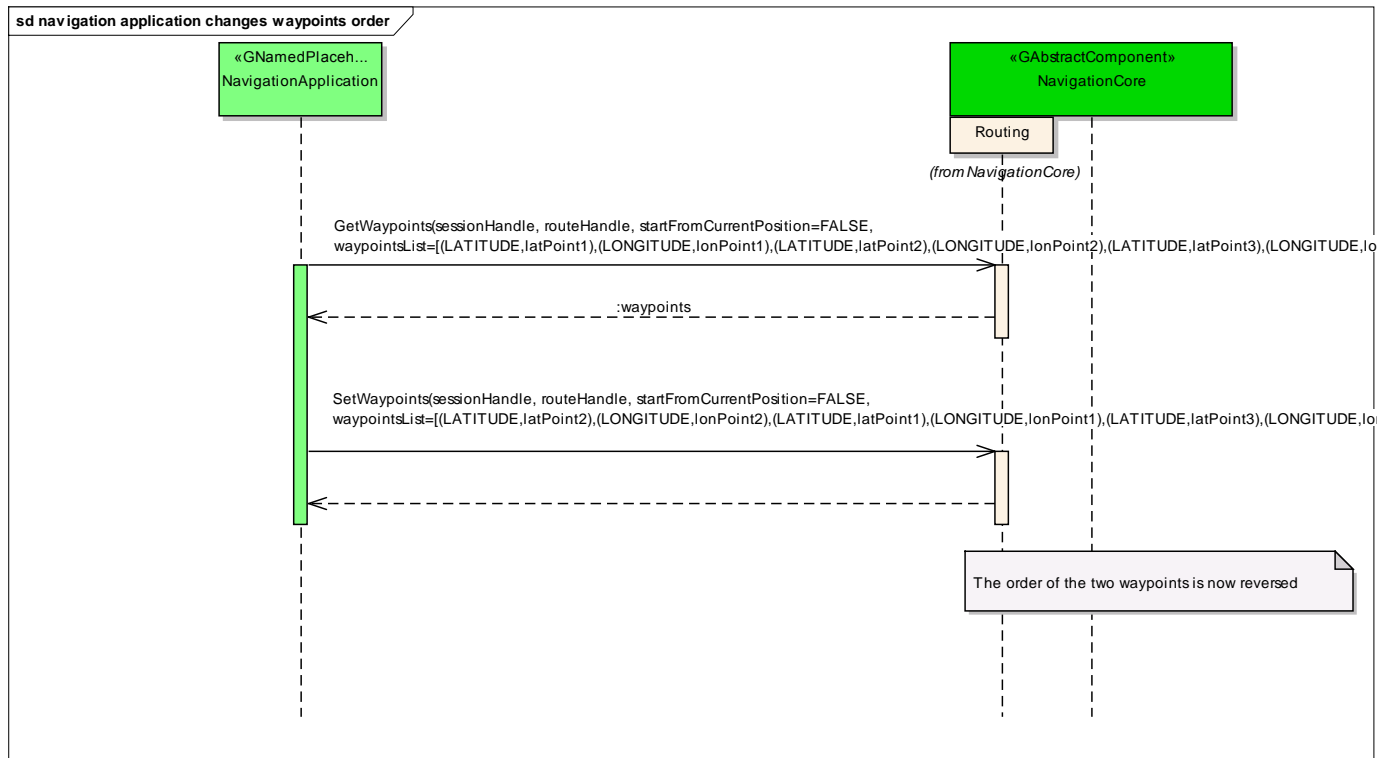 sd navigation application changes waypoints order
«GNamedPlaceh...
NavigationApplication
«GAbstractComponent»
NavigationCore
Routing
(from NavigationCore)
GetWaypoints(sessionHandle, routeHandle, startFromCurrentPosition=FALSE,
waypointsList=[(LATITUDE,latPoint1),(LONGITUDE,lonPoint1),(LATITUDE,latPoint2),(LONGITUDE,lonPoint2),(LATITUDE,latPoint3),(LONGITUDE,lo
:waypoints
SetWaypoints(sessionHandle, routeHandle, startFromCurrentPosition=FALSE,
waypointsList=[(LATITUDE,latPoint2),(LONGITUDE,lonPoint2),(LATITUDE,latPoint1),(LONGITUDE,lonPoint1),(LATITUDE,latPoint3),(LONGITUDE,lo
The order of the two waypoints is now reversed